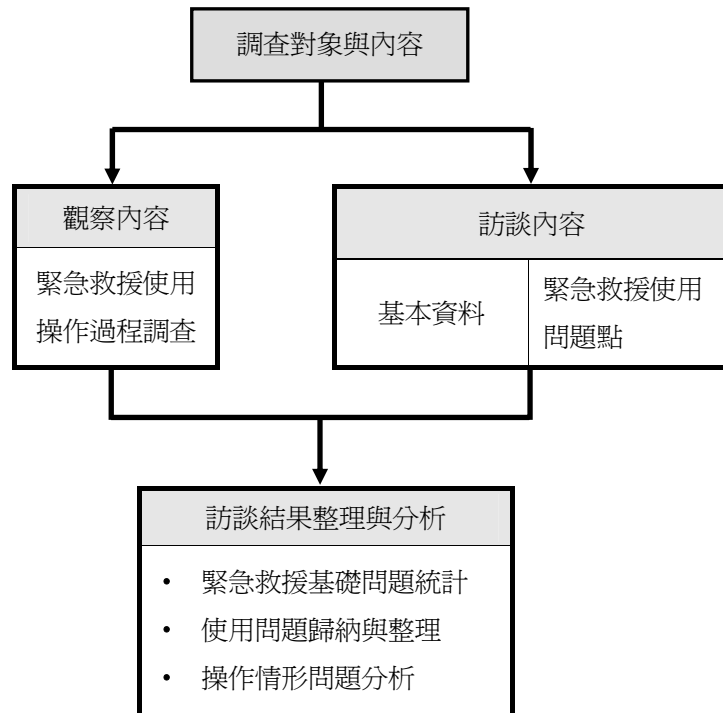 調查對象與內容
觀察內容
緊急救援使用
操作過程調查
訪談內容
基本資料
緊急救援使用
問題點
訪談結果整理與分析
• 緊急救援基礎問題統計
• 使用問題歸納與整理
• 操作情形問題分析